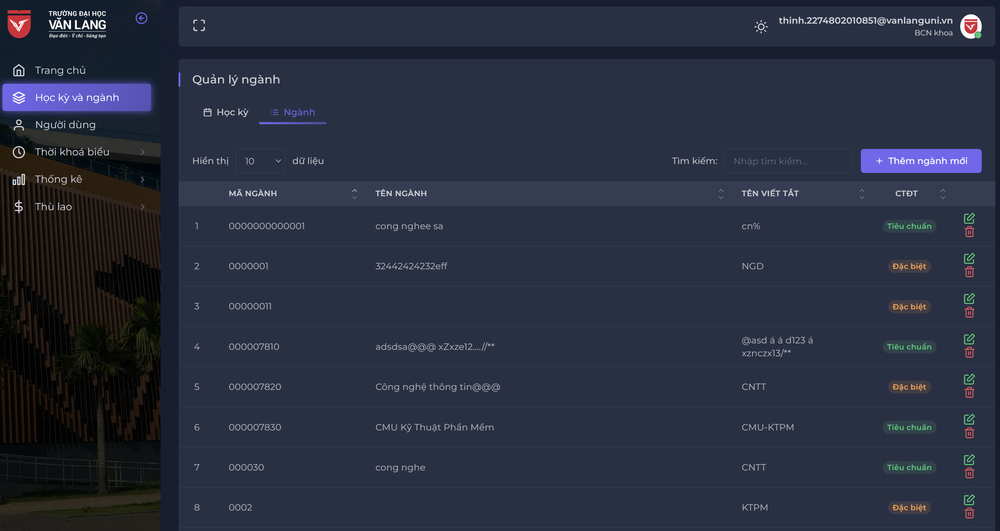 TRƯỜNG ĐẠI HỌC
VĂN LANG
Đạo đức - Ý chí - Sáng tạo
Trang chủ
Học kỳ và ngành
Người dùng
Thời khoá biểu
Thống kê
Thù lao
thinh.2274802010851@vanlanguni.vn
BCN khoa
Quản lý ngành
Học kỳ Ngành
Hiển thị 10 dữ liệu Tìm kiếm: Nhập tìm kiếm... + Thêm ngành mới
MÃ NGÀNH TÊN NGÀNH TÊN VIẾT TẮT CTĐT
1 0000000000001 cong nghee sa cn% Tiêu chuẩn
2 0000001 32442424232eff NGD Đặc biệt
3 00000011 Đặc biệt
4 000007810 adsdsa@@@ xZxze12....//** @asd á á d123 á Tiêu chuẩn
xznczx13/**
5 000007820 Công nghệ thông tin@@@ CNTT Đặc biệt
6 000007830 CMU Kỹ Thuật Phần Mềm CMU-KTPM Tiêu chuẩn
7 000030 cong nghe CNTT Tiêu chuẩn
8 0002 KTPM Đặc biệt